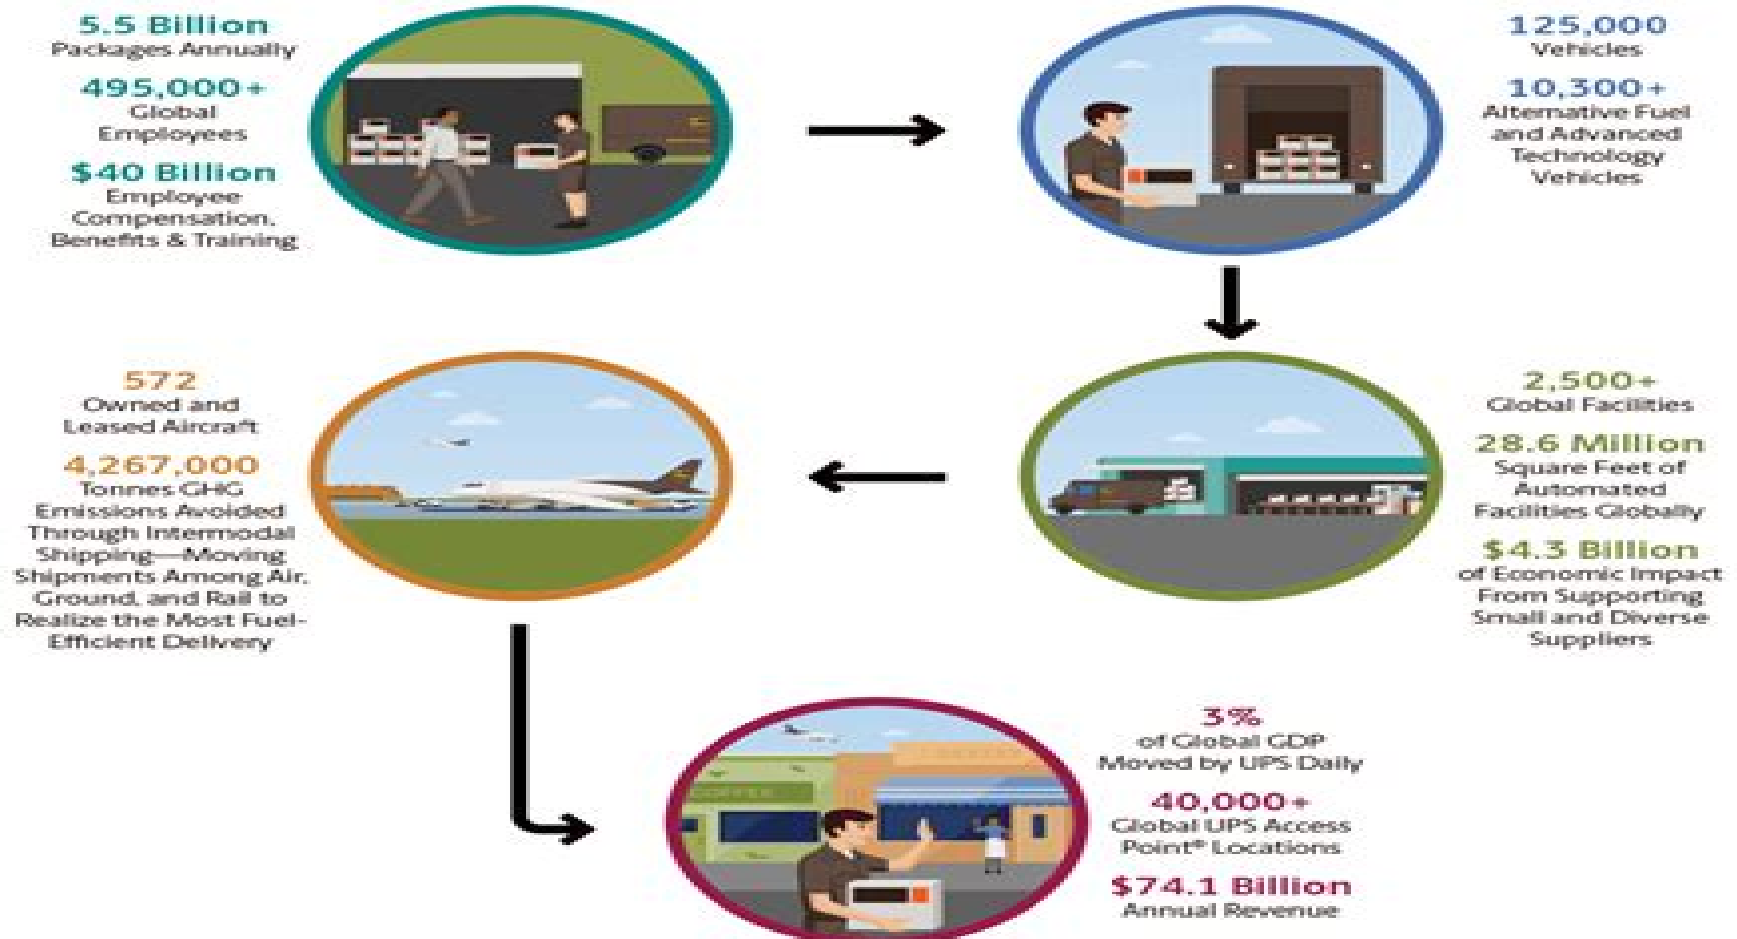 5.5 Billion
Packages Annually
495,000+
Global
Employees
$40 Billion
Employee
Compensation,
Benefits & Training
125,000
Vehicles
10,300+
Alternative Fuel
and Advanced
Technology
Vehicles
2,500+
Global Facilities
28.6 Million
Square Feet of
Automated
Facilities Globally
$4.3 Billion
of Economic Impact
From Supporting
Small and Diverse
Suppliers
572
Owned and
Leased Aircraft
4,267,000
Tonnes GHG
Emissions Avoided
Through Intermodal
Shipping—Moving
Shipments Among Air,
Ground, and Rail to
Realize the Most Fuel-
Efficient Delivery
COFFEE
3%
of Global GDP
Moved by UPS Daily
40,000+
Global UPS Access
Point® Locations
$74.1 Billion
Annual Revenue